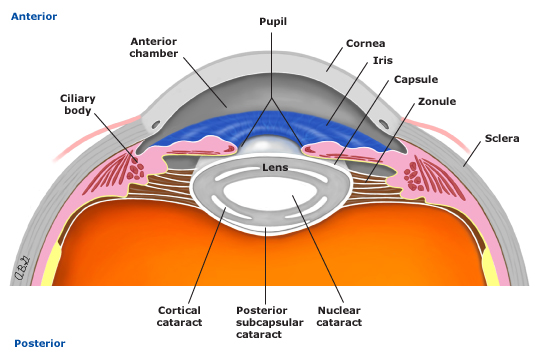 Anterior
Pupil
Anterior
chamber
Cornea
Iris
Capsule
Zonule
Ciliary
body
Sclera
Lens
Cortical
cataract
Posterior
subcapsular
cataract
Nuclear
cataract
Posterior